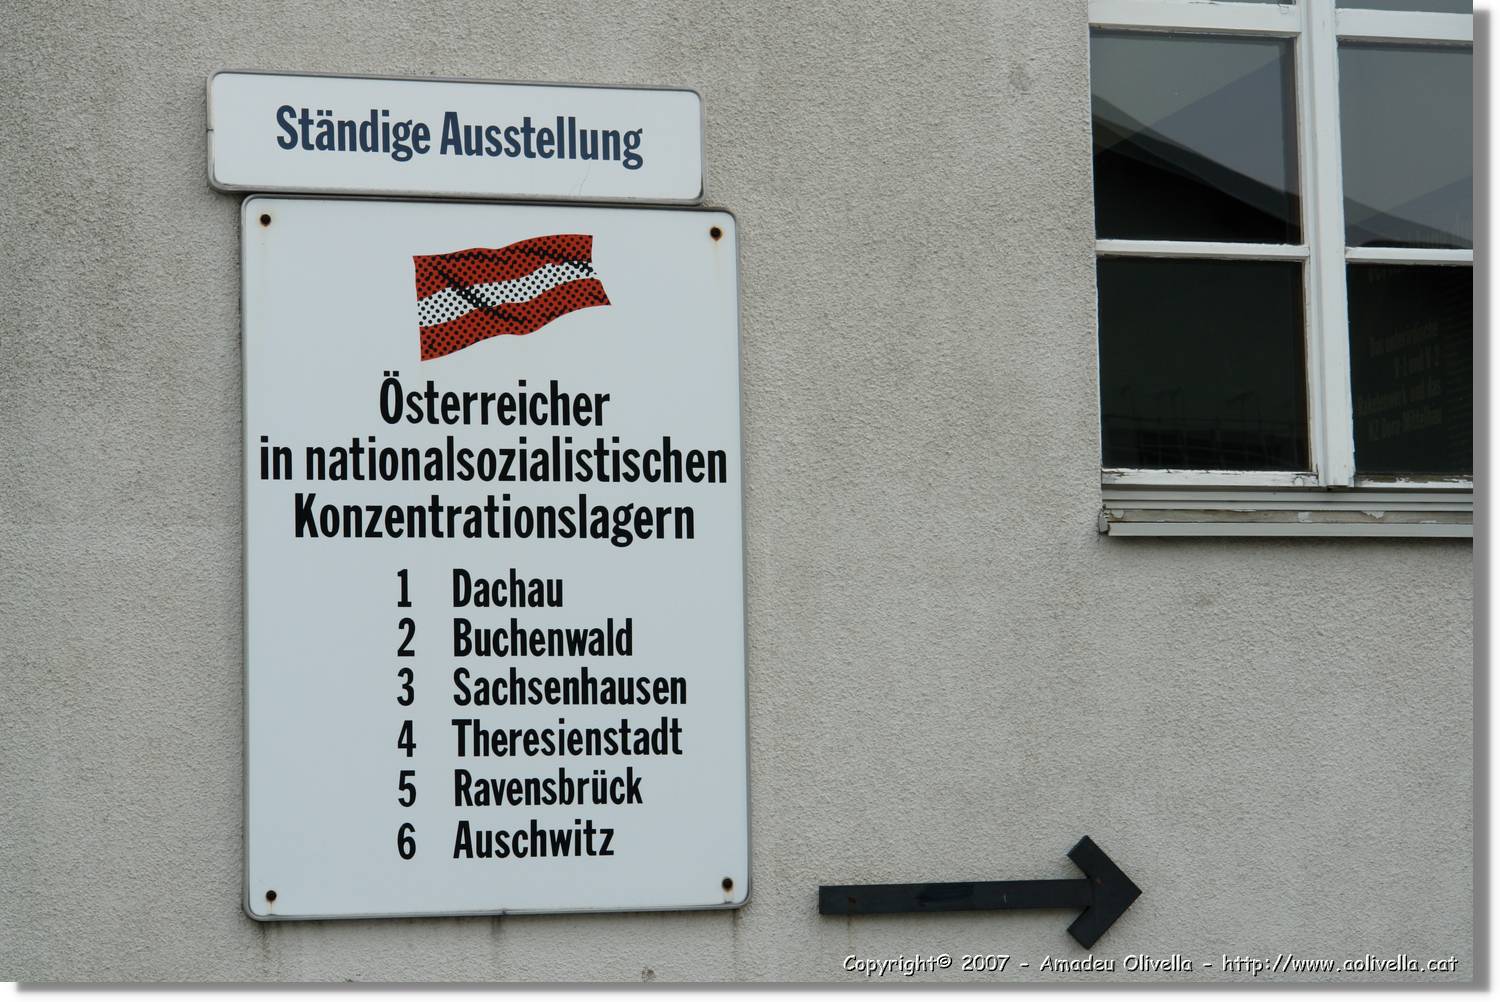 Ständige Ausstellung
Österreicher
in nationalsozialistischen
Konzentrationslagern
1 Dachau
2 Buchenwald
3 Sachsenhausen
4 Theresienstadt
5 Ravensbrück
6 Auschwitz
Copyright© 2007 - Amadeu Olivella - http://www.aolivella.cat